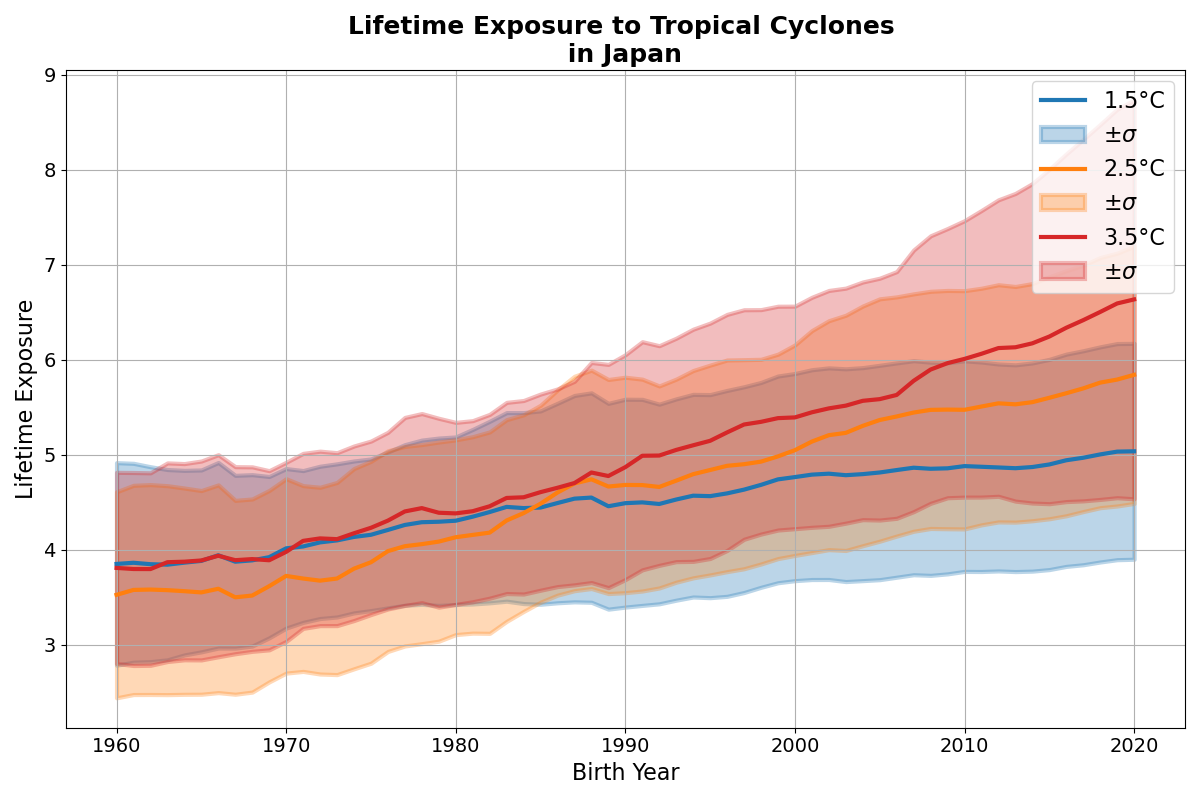 Lifetime Exposure to Tropical Cyclones
in Japan
9
8
7
6
5
4
3
Lifetime Exposure
1.5°C
±σ
2.5°C
±σ
3.5°C
±σ
1960 1970 1980 1990 2000 2010 2020
Birth Year